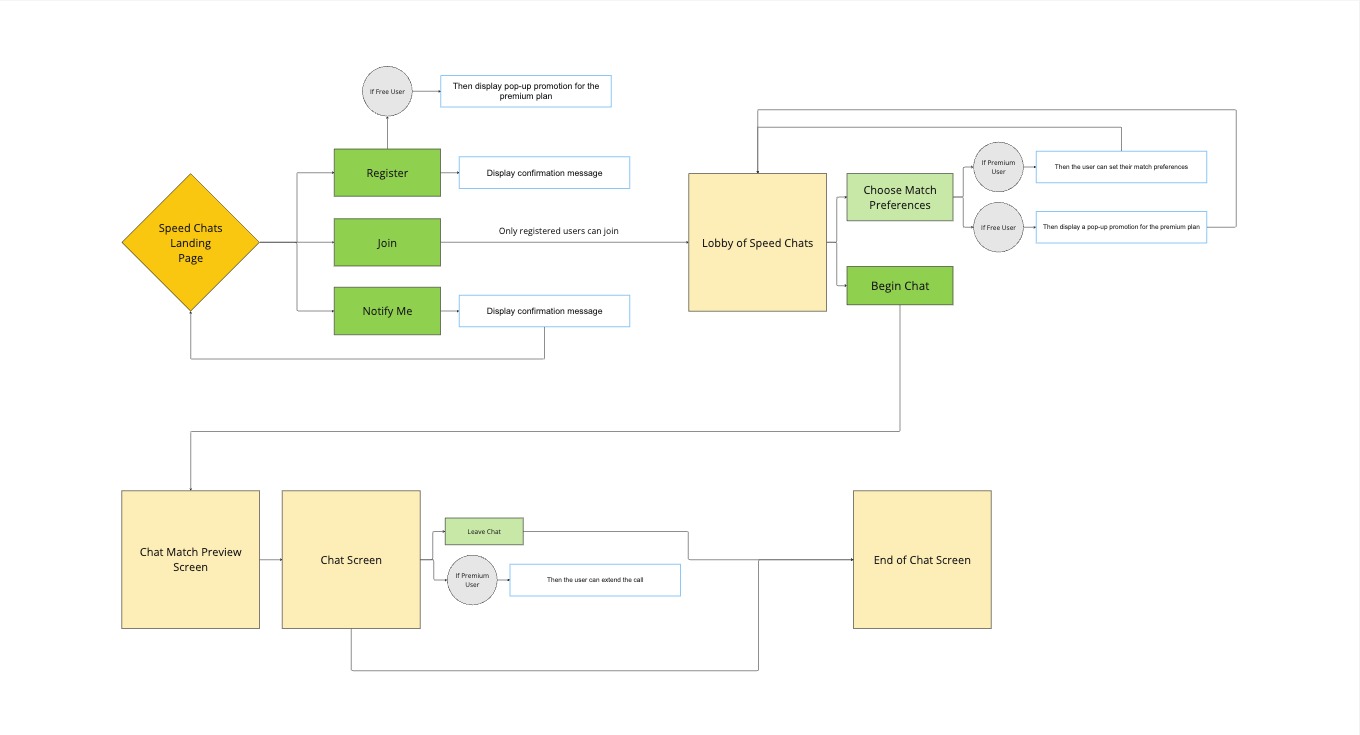 If Free User
Then display pop-up promotion for the
premium plan
Register
Display confirmation message
Speed Chats
Landing
Page
Join
Only registered users can join
Notify Me
Display confirmation message
Lobby of Speed Chats
Choose Match
Preferences
If Premium
User
Then the user can set their match preferences
If Free User
Then display a pop-up promotion for the premium plan
Begin Chat
Chat Match Preview
Screen
Chat Screen
Leave Chat
If Premium
User
Then the user can extend the call
End of Chat Screen